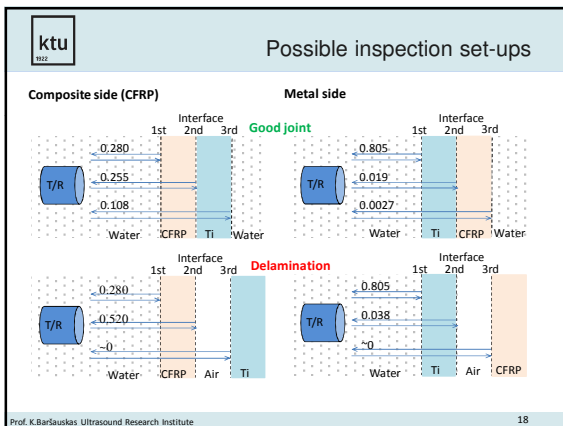 ktu
1922
Possible inspection set-ups
Composite side (CFRP)
Metal side
Good joint
Interface
1st 2nd 3rd
0.280
0.255
0.108
T/R
Water CFRP Ti Water
Interface
1st 2nd 3rd
0.805
0.019
0.0027
T/R
Water Ti CFRP Water
Delamination
Interface
1st 2nd 3rd
0.280
0.520
~0
T/R
Water CFRP Air Ti
Interface
1st 2nd 3rd
0.805
0.038
~0
T/R
Water Ti Air CFRP
Prof. K.Baršauskas Ultrasound Research Institute
18